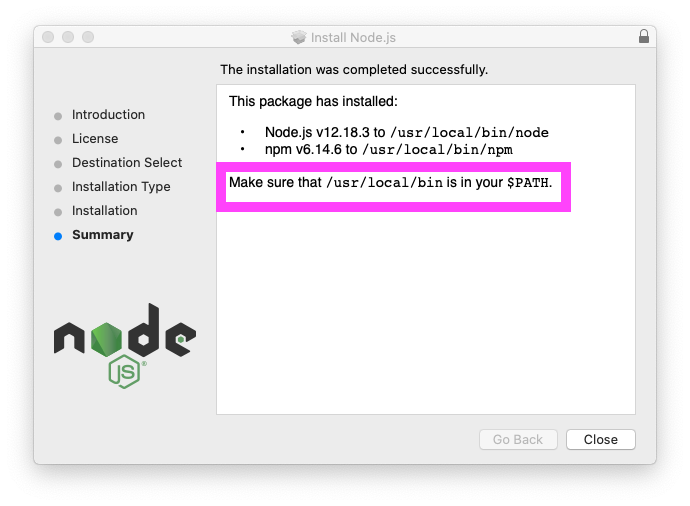 Install Node.js
The installation was completed successfully.
Introduction
License
Destination Select
Installation Type
Installation
Summary
This package has installed:
• Node.js v12.18.3 to /usr/local/bin/node
• npm v6.14.6 to /usr/local/bin/npm
Make sure that /usr/local/bin is in your $PATH.
node
JS®
Go Back
Close